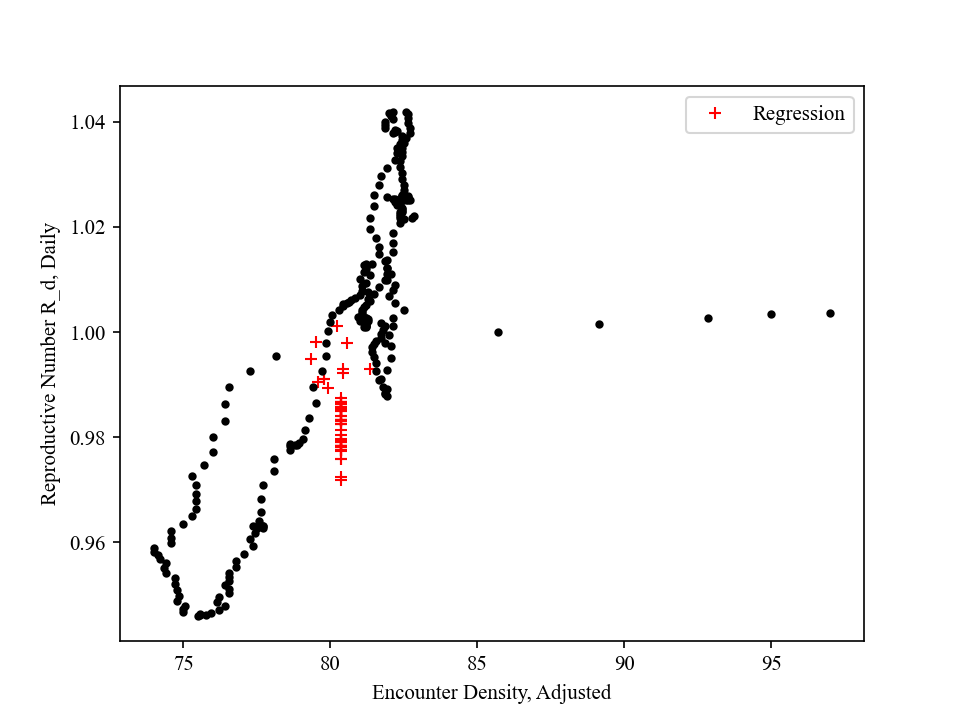 Regression
1.04
1.02
1.00
0.98
0.96
Reproductive Number R_d, Daily
75 80 85 90 95
Encounter Density, Adjusted